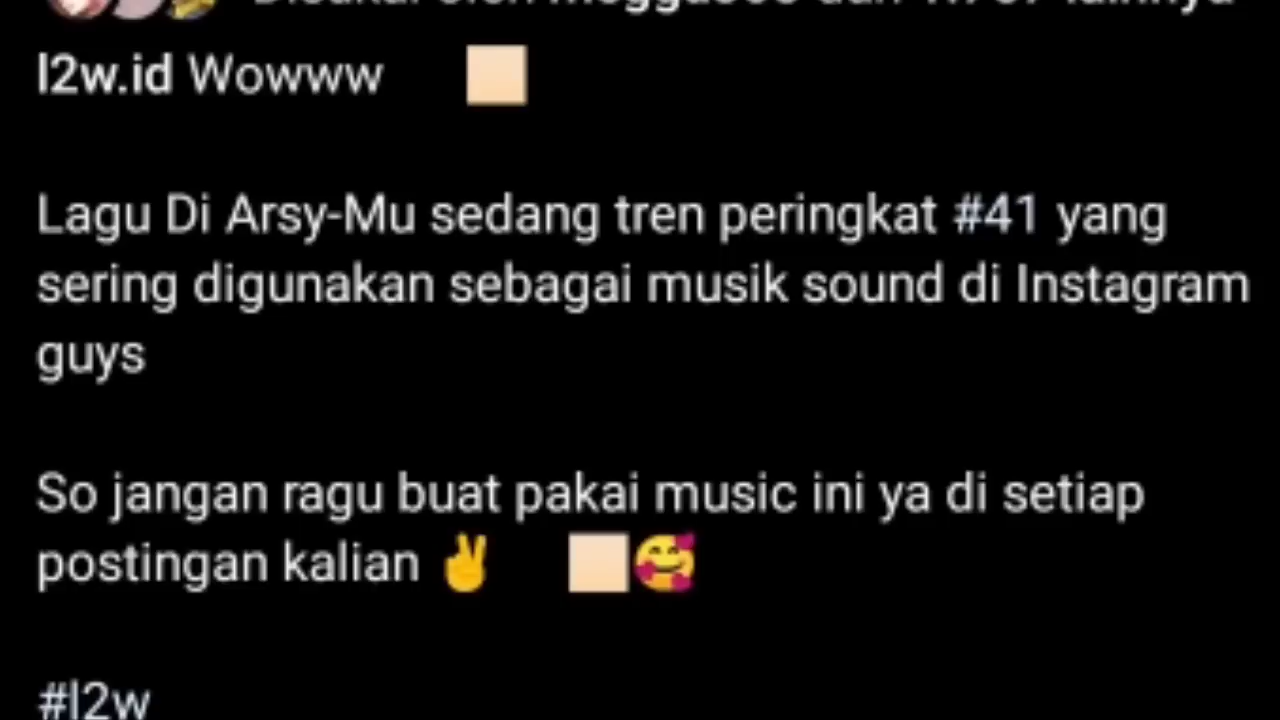 l2w.id Wowww 🏻
Lagu Di Arsy-Mu sedang tren peringkat #41 yang
sering digunakan sebagai musik sound di Instagram
guys
So jangan ragu buat pakai music ini ya di setiap
postingan kalian ✌️ 🏻🥰
#l2w